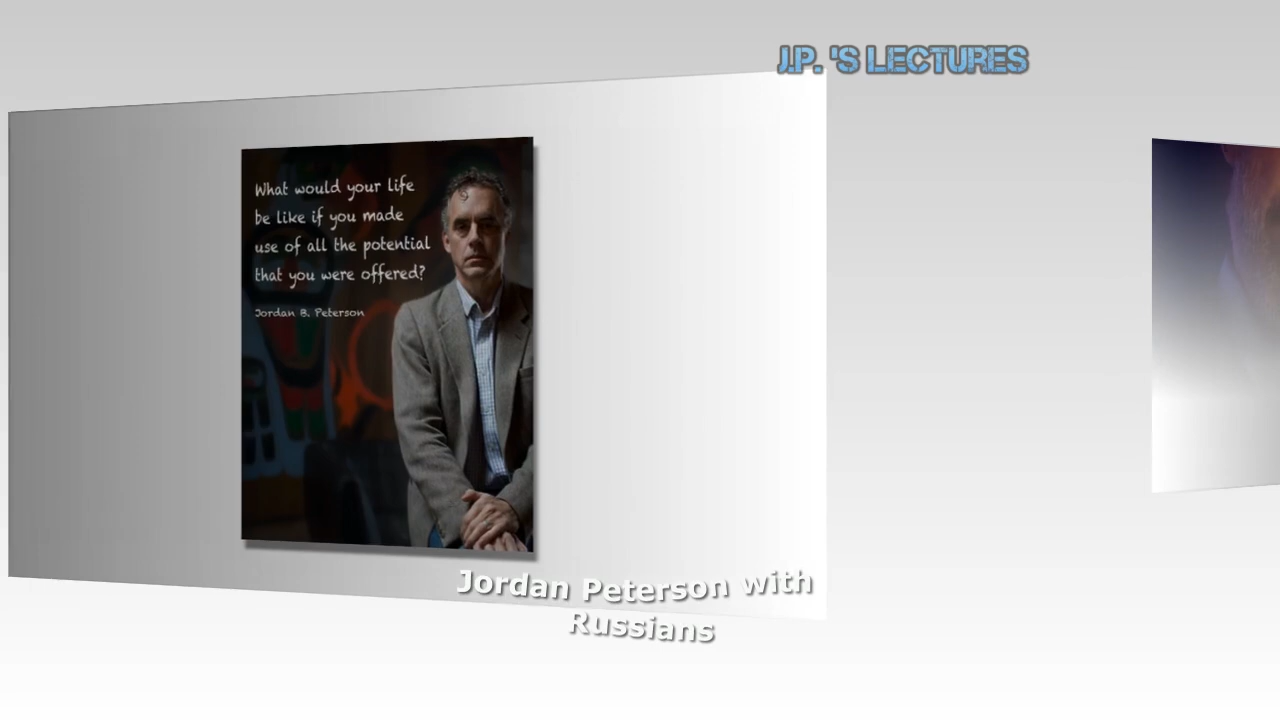 J.P. 'S LECTURES
What would your life
be like if you made
use of all the potential
that you were offered?
Jordan B. Peterson
Jordan Peterson with
Russians